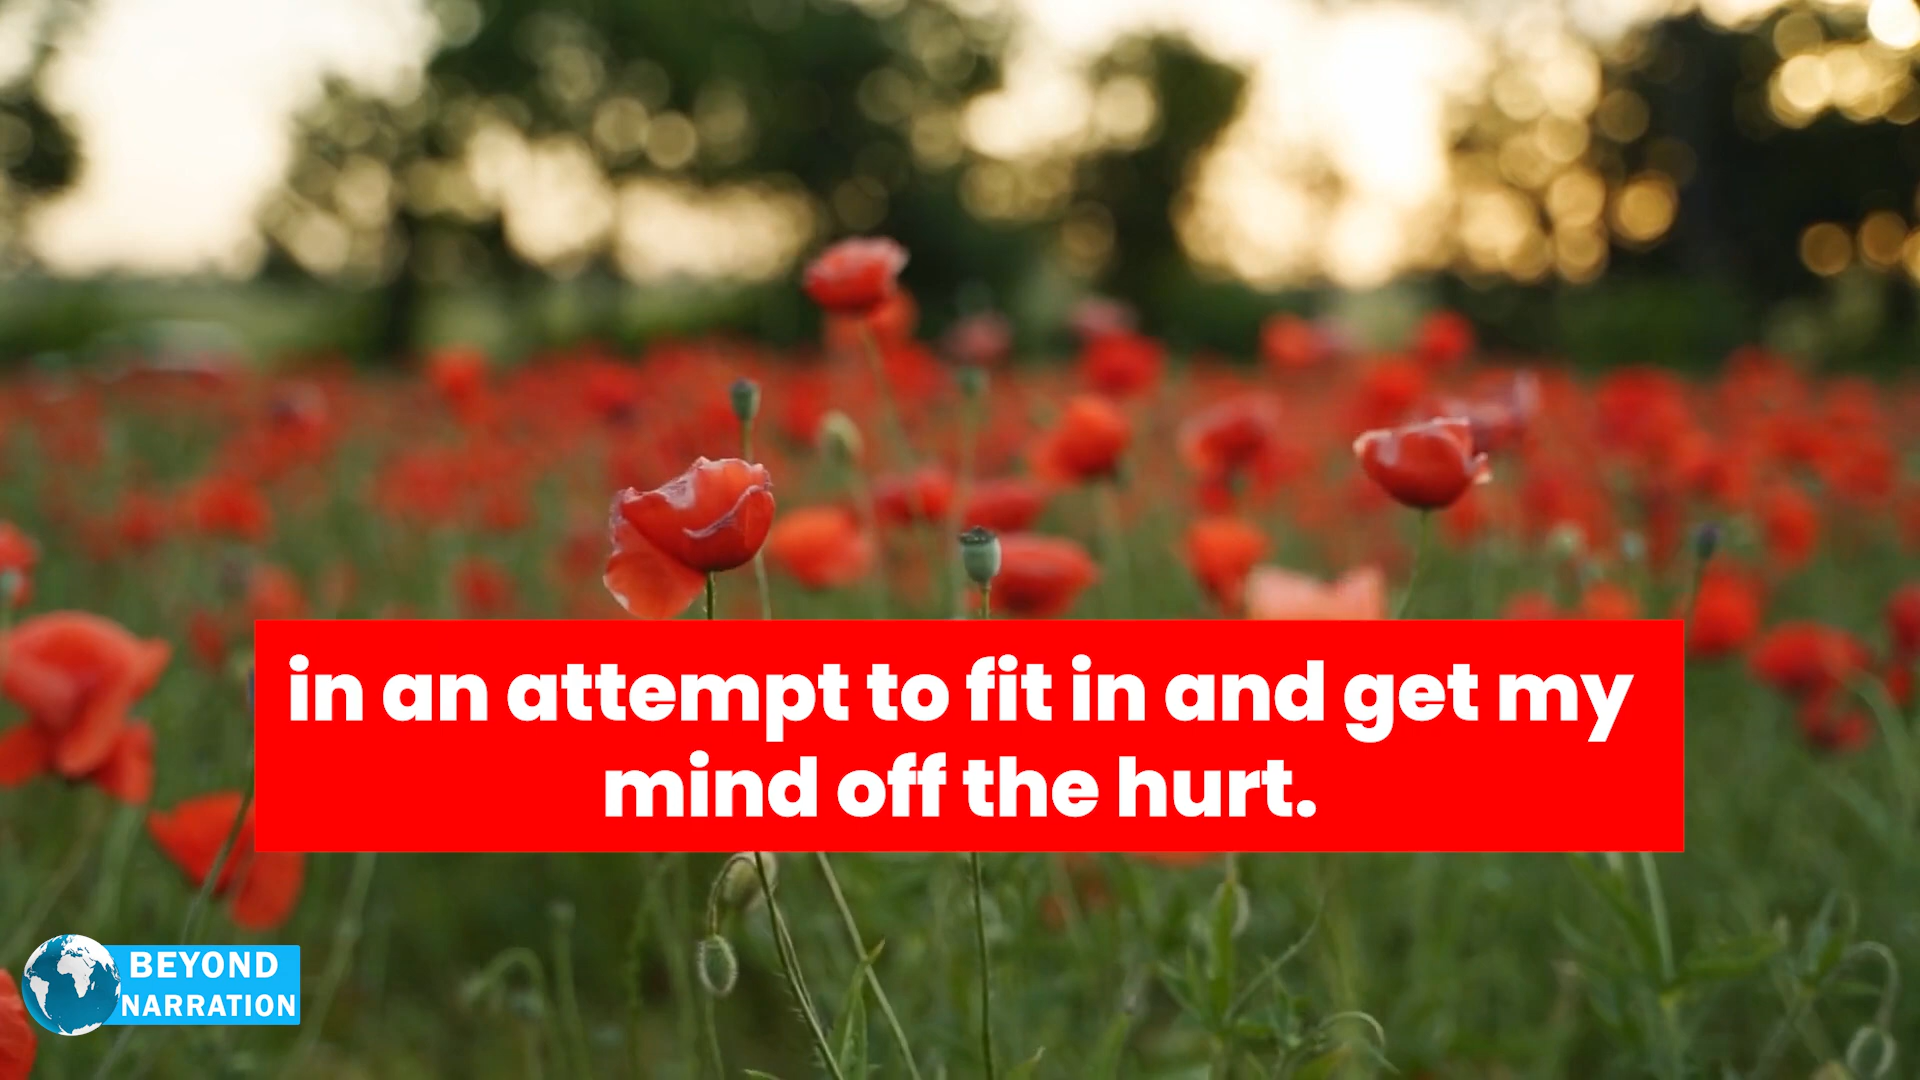 in an attempt to fit in and get my
mind off the hurt.
BEYOND
NARRATION